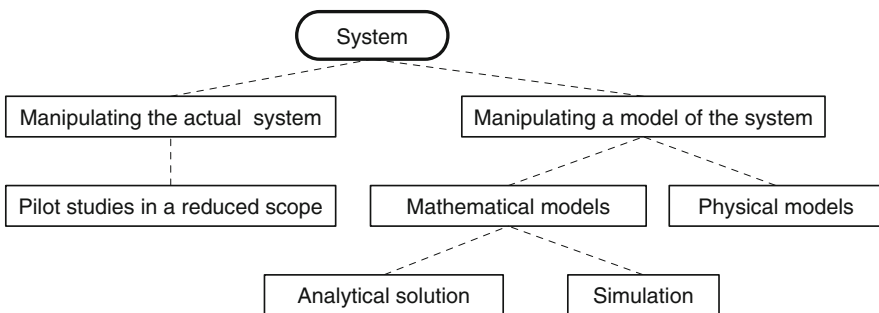 System
Manipulating the actual system
Manipulating a model of the system
Pilot studies in a reduced scope
Mathematical models
Physical models
Analytical solution
Simulation